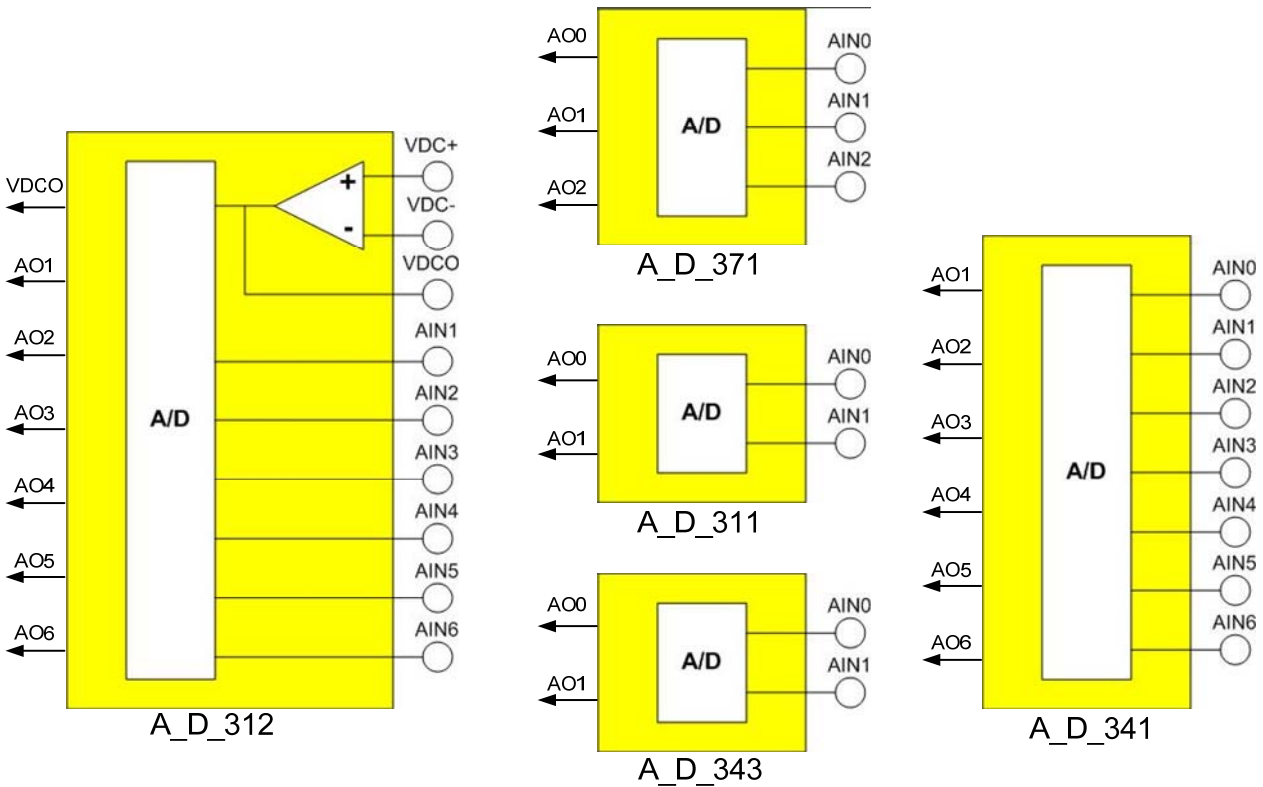 VDCO
AO1
AO2
AO3
AO4
AO5
AO6
A/D
+
-
VDC+
VDC-
VDCO
AIN1
AIN2
AIN3
AIN4
AIN5
AIN6
A_D_312
AO0
AO1
AO2
A/D
AIN0
AIN1
AIN2
A_D_371
AO0
AO1
A/D
AIN0
AIN1
A_D_311
AO0
AO1
A/D
AIN0
AIN1
A_D_343
AO1
AO2
AO3
AO4
AO5
AO6
A/D
AIN0
AIN1
AIN2
AIN3
AIN4
AIN5
AIN6
A_D_341